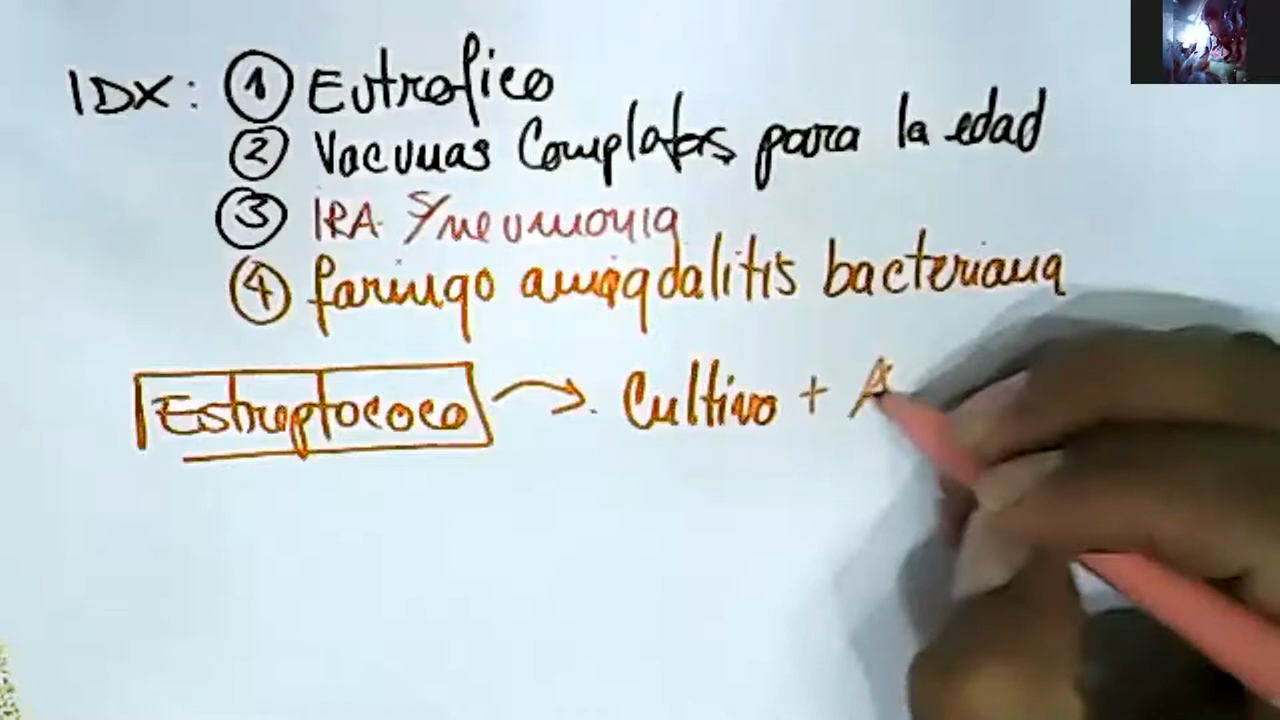 IDX: ① Eutrofico
② Vacunas Completas para la edad
③ IRA S/neumonia
④ faringo amigdalitis bacteriana
Estreptococo → Cultivo + A